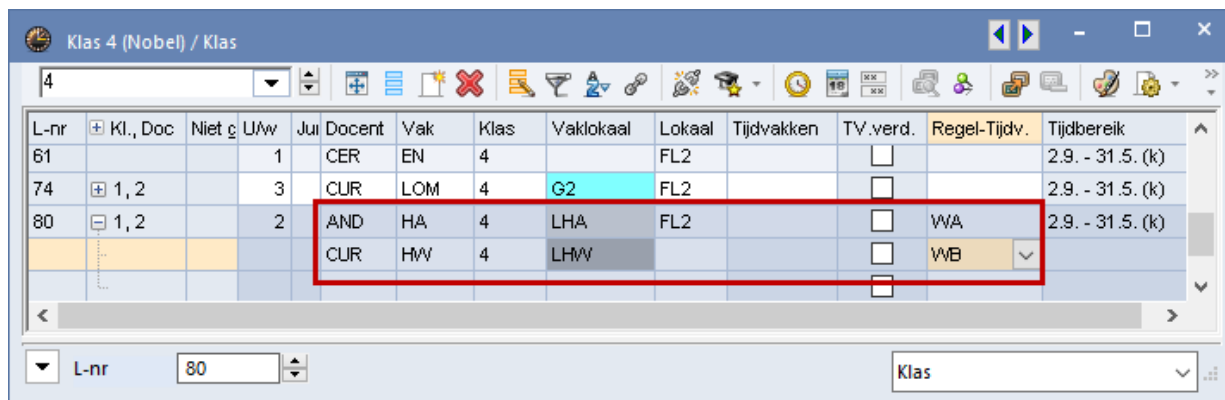 Klas 4 (Nobel) / Klas
4
L-nr Kl., Doc Niet g U/w Jui Docent Vak Klas Vaklokaal Lokaal Tijdvakken TV.verd. Regel-Tijdv. Tijdbereik
61 1 CER EN 4 FL2 2.9. - 31.5. (k)
74 1, 2 3 CUR LOM 4 G2 FL2 2.9. - 31.5. (k)
80 1, 2 2 AND HA 4 LHA FL2 WA 2.9. - 31.5. (k)
CUR HW 4 LHW WB
L-nr 80 Klas